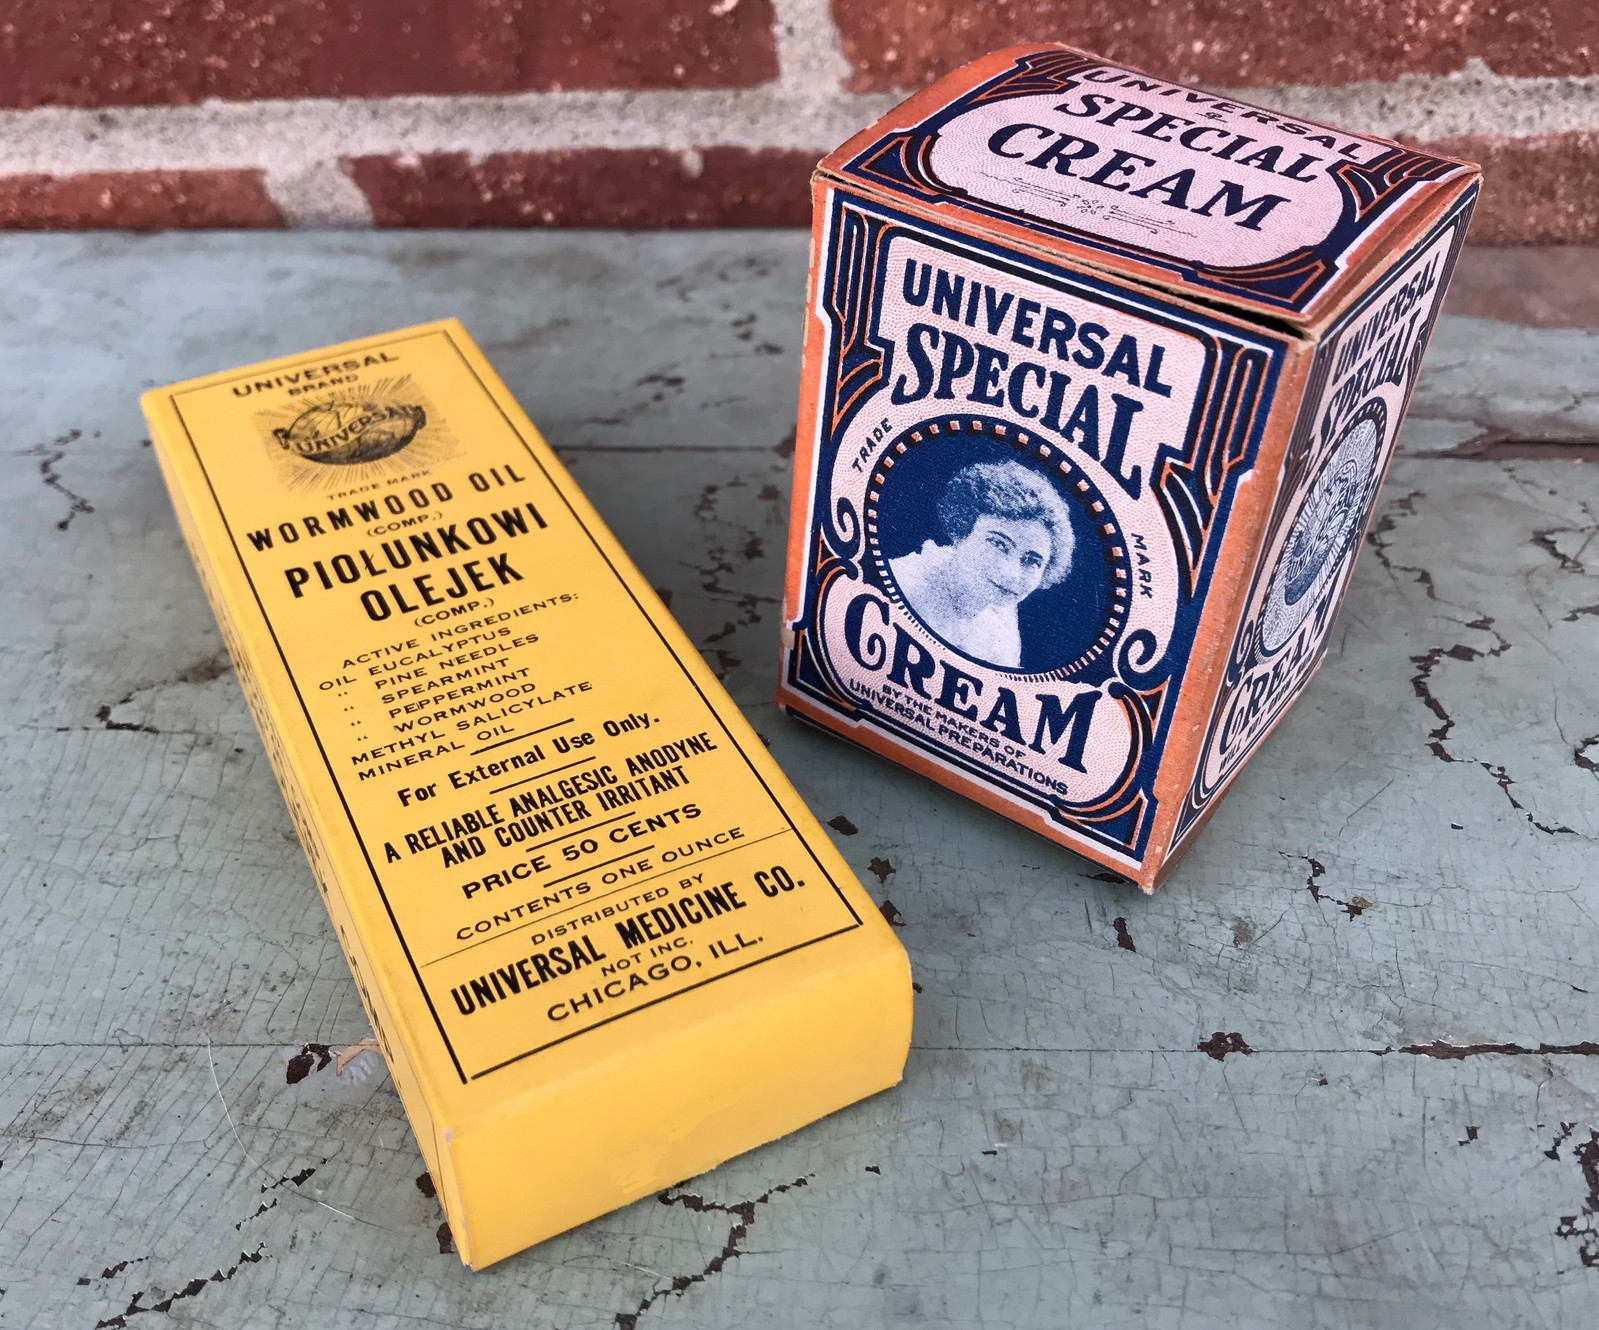 UNIVERSAL
BRAND
UNIVERSAL
TRADE MARK
WORMWOOD OIL
(COMP.)
PIOŁUNKOWI
OLEJEK
(COMP.)
ACTIVE INGREDIENTS:
OIL EUCALYPTUS
" PINE NEEDLES
" SPEARMINT
" PEPPERMINT
" WORMWOOD
METHYL SALICYLATE
MINERAL OIL
For External Use Only.
A RELIABLE ANALGESIC ANODYNE
AND COUNTER IRRITANT
PRICE 50 CENTS
CONTENTS ONE OUNCE
DISTRIBUTED BY
UNIVERSAL MEDICINE CO.
NOT INC.
CHICAGO, ILL.
UNIVERSAL
SPECIAL
CREAM
UNIVERSAL
SPECIAL
TRADE MARK
CREAM
BY THE MAKERS OF
UNIVERSAL PREPARATIONS
UNIVERSAL
SPECIAL
CREAM